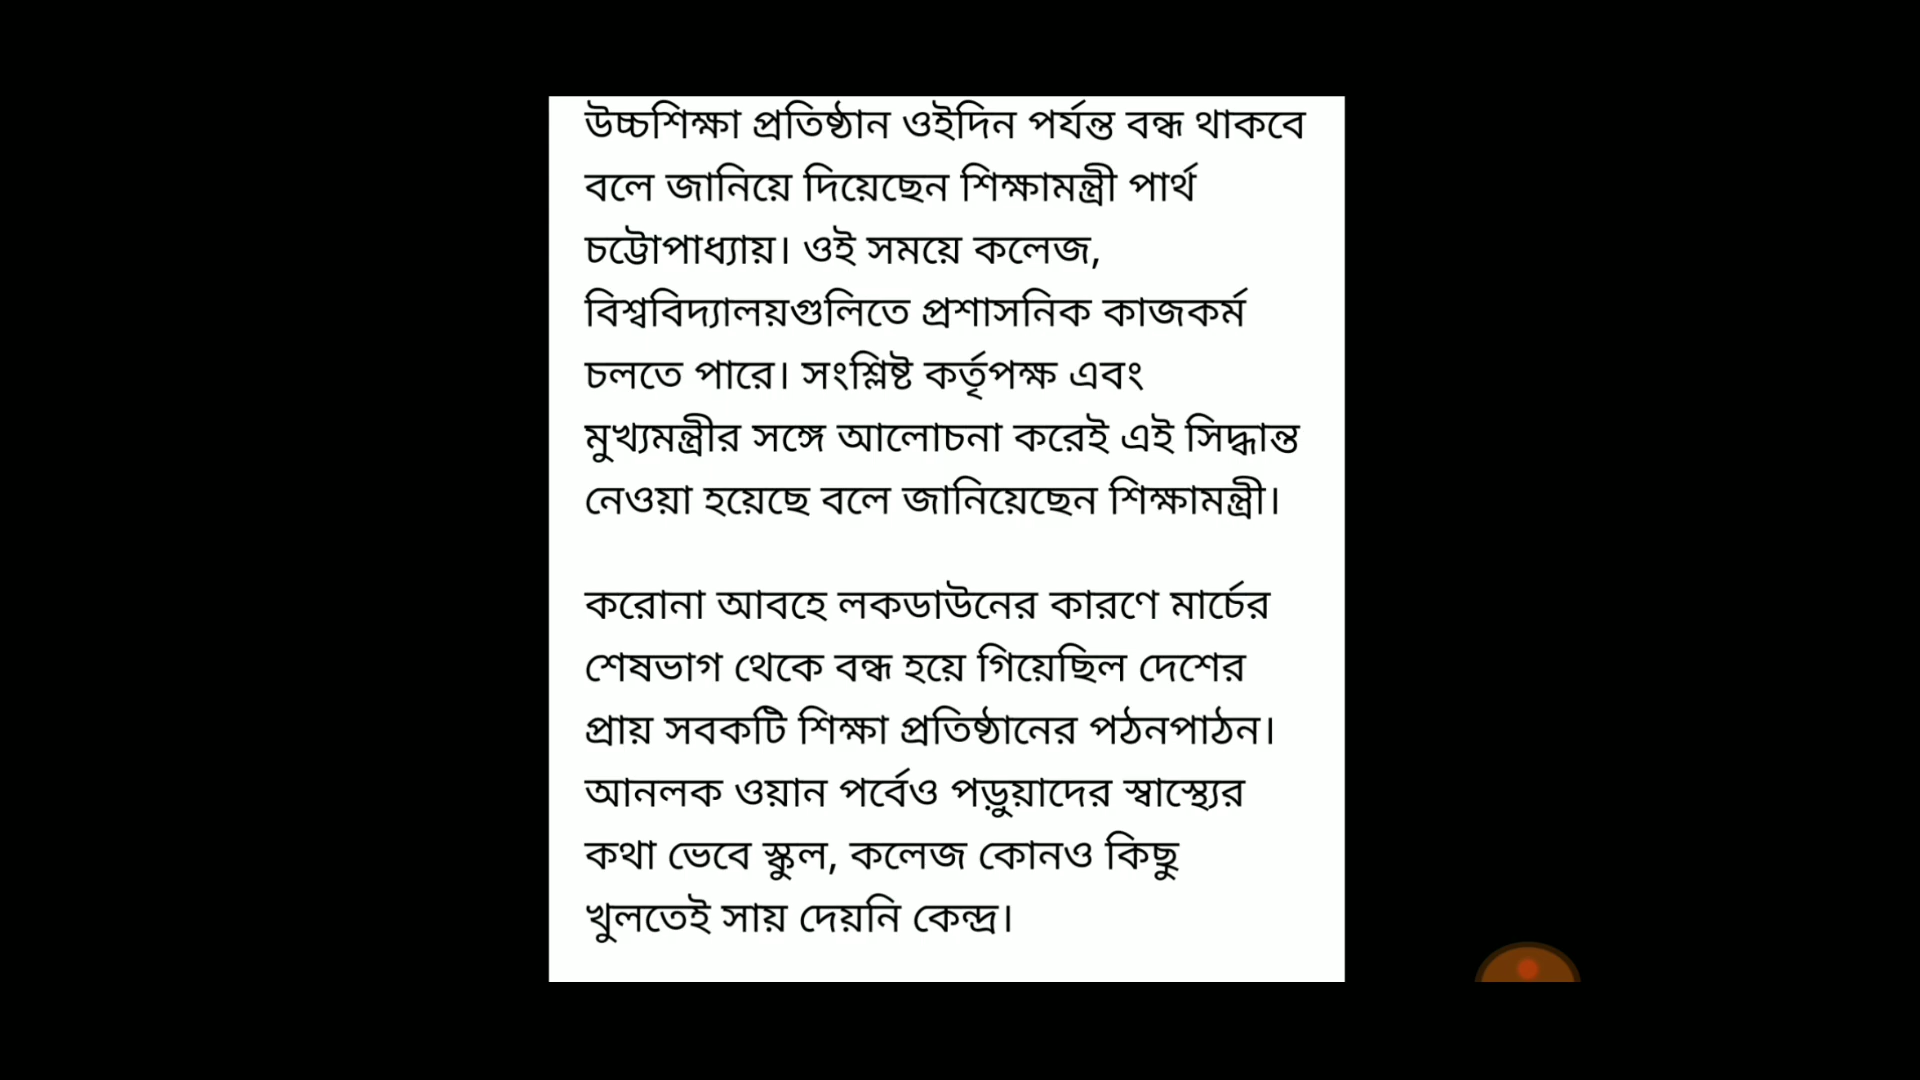 উচ্চশিক্ষা প্রতিষ্ঠান ওইদিন পর্যন্ত বন্ধ থাকবে
বলে জানিয়ে দিয়েছেন শিক্ষামন্ত্রী পার্থ
চট্টোপাধ্যায়। ওই সময়ে কলেজ,
বিশ্ববিদ্যালয়গুলিতে প্রশাসনিক কাজকর্ম
চলতে পারে। সংশ্লিষ্ট কর্তৃপক্ষ এবং
মুখ্যমন্ত্রীর সঙ্গে আলোচনা করেই এই সিদ্ধান্ত
নেওয়া হয়েছে বলে জানিয়েছেন শিক্ষামন্ত্রী।
করোনা আবহে লকডাউনের কারণে মার্চের
শেষভাগ থেকে বন্ধ হয়ে গিয়েছিল দেশের
প্রায় সবকটি শিক্ষা প্রতিষ্ঠানের পঠনপাঠন।
আনলক ওয়ান পর্বেও পড়ুয়াদের স্বাস্থ্যের
কথা ভেবে স্কুল, কলেজ কোনও কিছু
খুলতেই সায় দেয়নি কেন্দ্র।